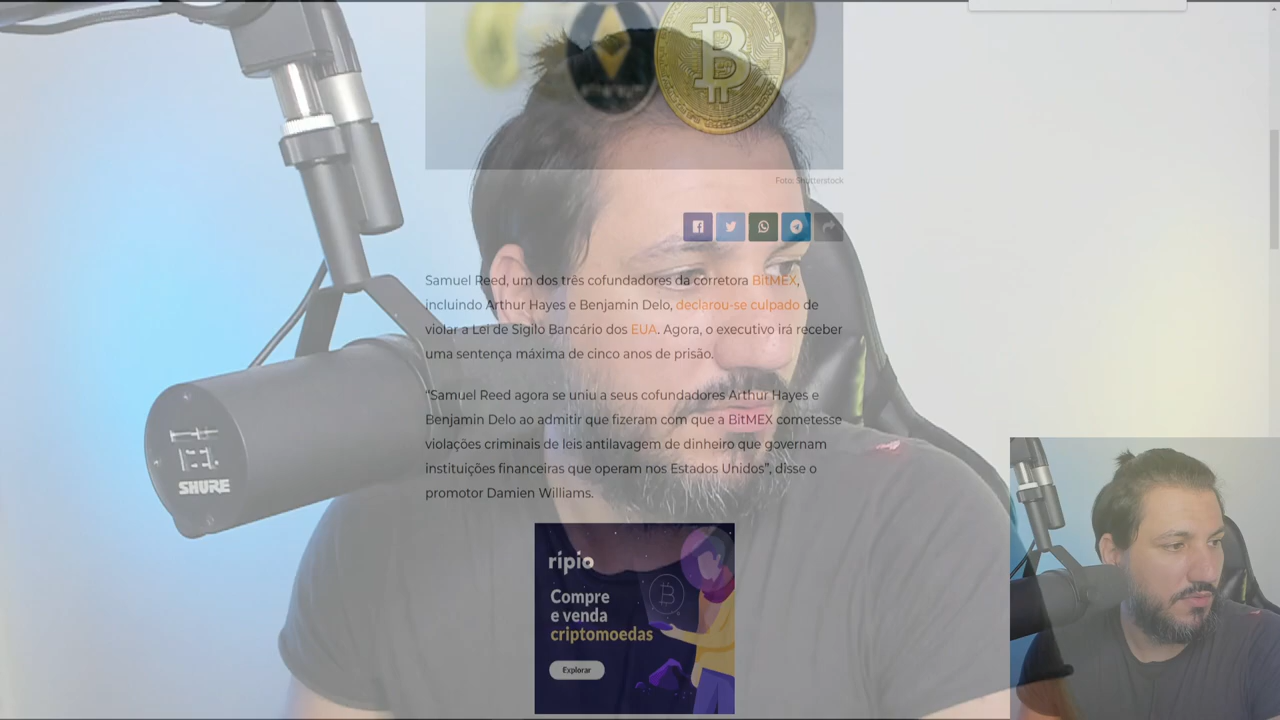 Foto: Shutterstock
Samuel Reed, um dos três cofundadores da corretora BitMEX,
incluindo Arthur Hayes e Benjamin Delo, declarou-se culpado de
violar a Lei de Sigilo Bancário dos EUA. Agora, o executivo irá receber
uma sentença máxima de cinco anos de prisão.
“Samuel Reed agora se uniu a seus cofundadores Arthur Hayes e
Benjamin Delo ao admitir que fizeram com que a BitMEX cometesse
violações criminais de leis antilavagem de dinheiro que governam
instituições financeiras que operam nos Estados Unidos”, disse o
promotor Damien Williams.
SHURE
ripio
Compre
e venda
criptomoedas
Explorar